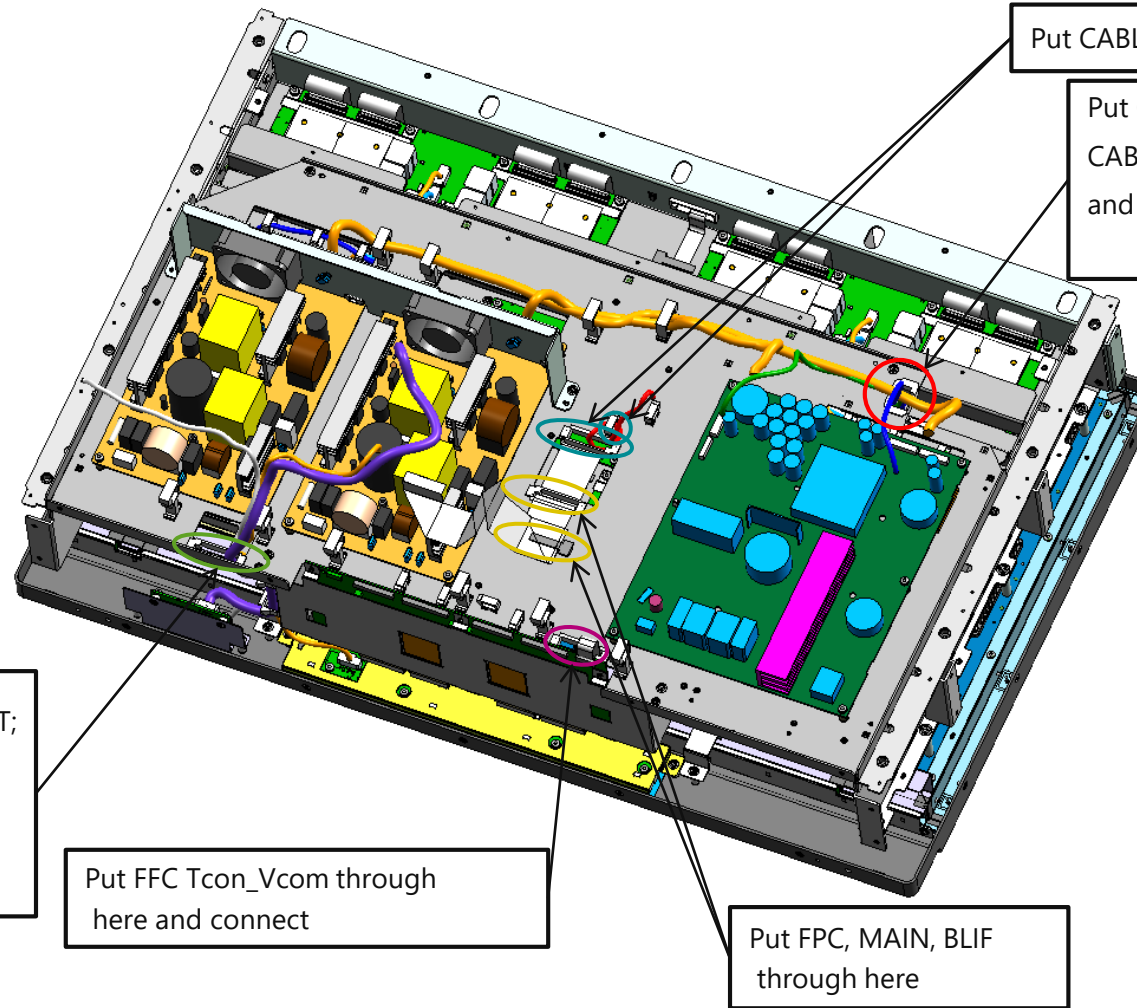 Put CABL
Put
CAB
and
T;
Put FFC Tcon_Vcom through
here and connect
Put FPC, MAIN, BLIF
through here